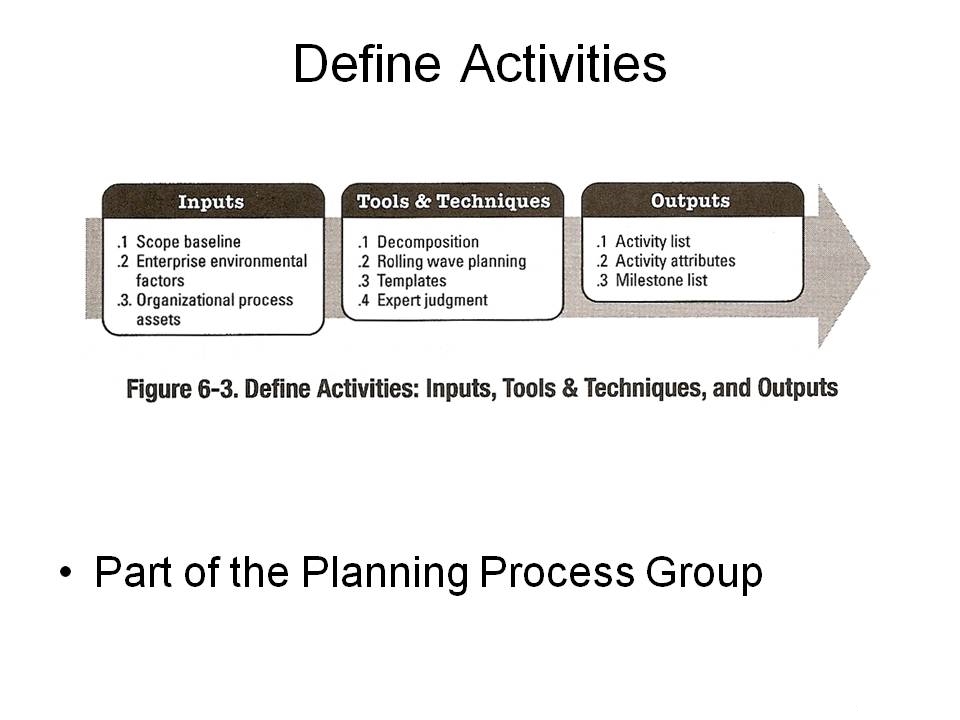 Define Activities
Inputs
.1 Scope baseline
.2 Enterprise environmental
factors
.3. Organizational process
assets
Tools & Techniques
.1 Decomposition
.2 Rolling wave planning
.3 Templates
.4 Expert judgment
Outputs
.1 Activity list
.2 Activity attributes
.3 Milestone list
Figure 6-3. Define Activities: Inputs, Tools & Techniques, and Outputs
• Part of the Planning Process Group